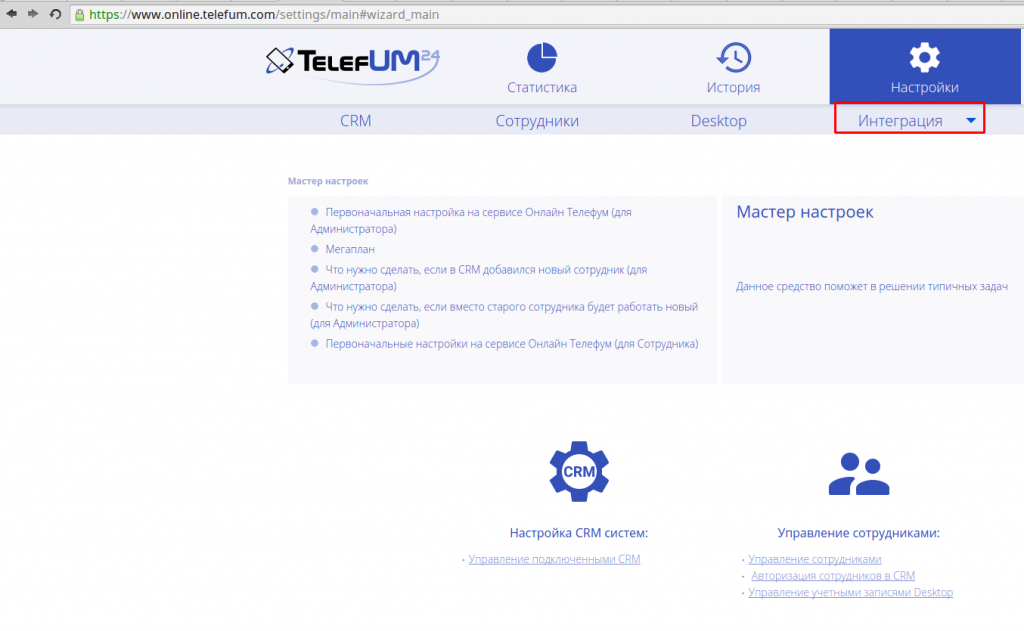 https://www.online.telefum.com/settings/main#wizard_main
TELEFUM24
Статистика
История
Настройки
CRM
Сотрудники
Desktop
Интеграция
Мастер настроек
Первоначальная настройка на сервисе Онлайн Телефум (для
Администратора)
Мегаплан
Что нужно сделать, если в CRM добавился новый сотрудник (для
Администратора)
Что нужно сделать, если вместо старого сотрудника будет работать новый
(для Администратора)
Первоначальные настройки на сервисе Онлайн Телефум (для Сотрудника)
Мастер настроек
Данное средство поможет в решении типичных задач
CRM
Настройка CRM систем:
Управление подключенными CRM
Управление сотрудниками:
Управление сотрудниками
Авторизация сотрудников в CRM
Управление учетными записями Desktop